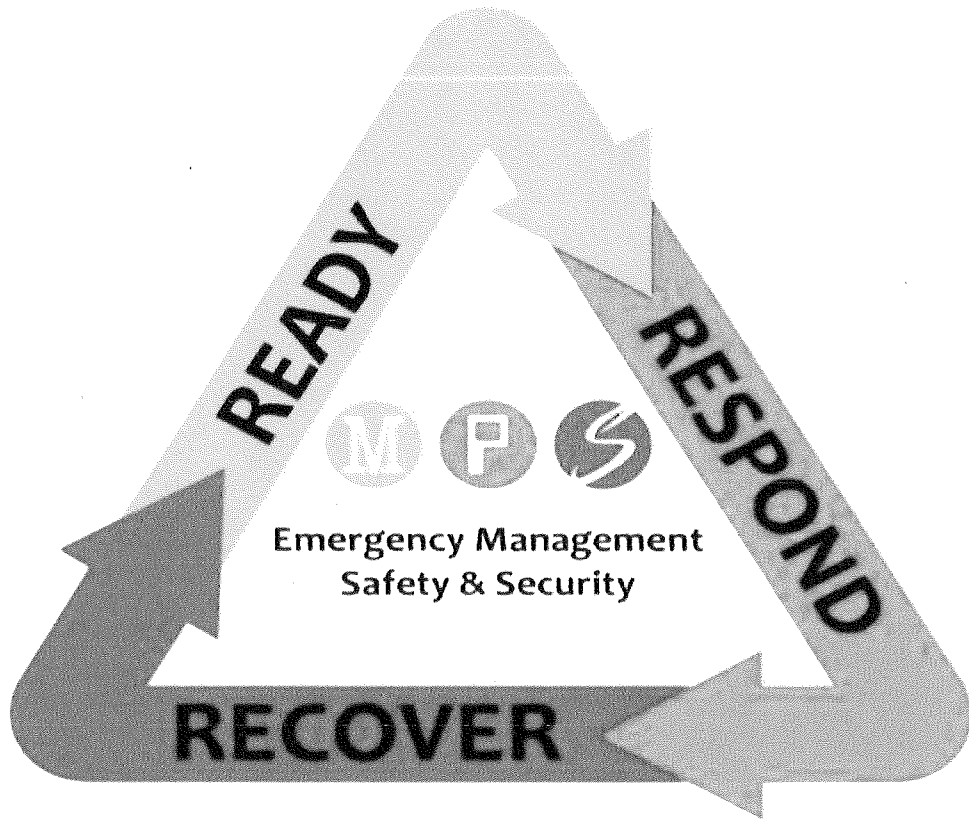 READY
RESPOND
M P S
Emergency Management
Safety & Security
RECOVER